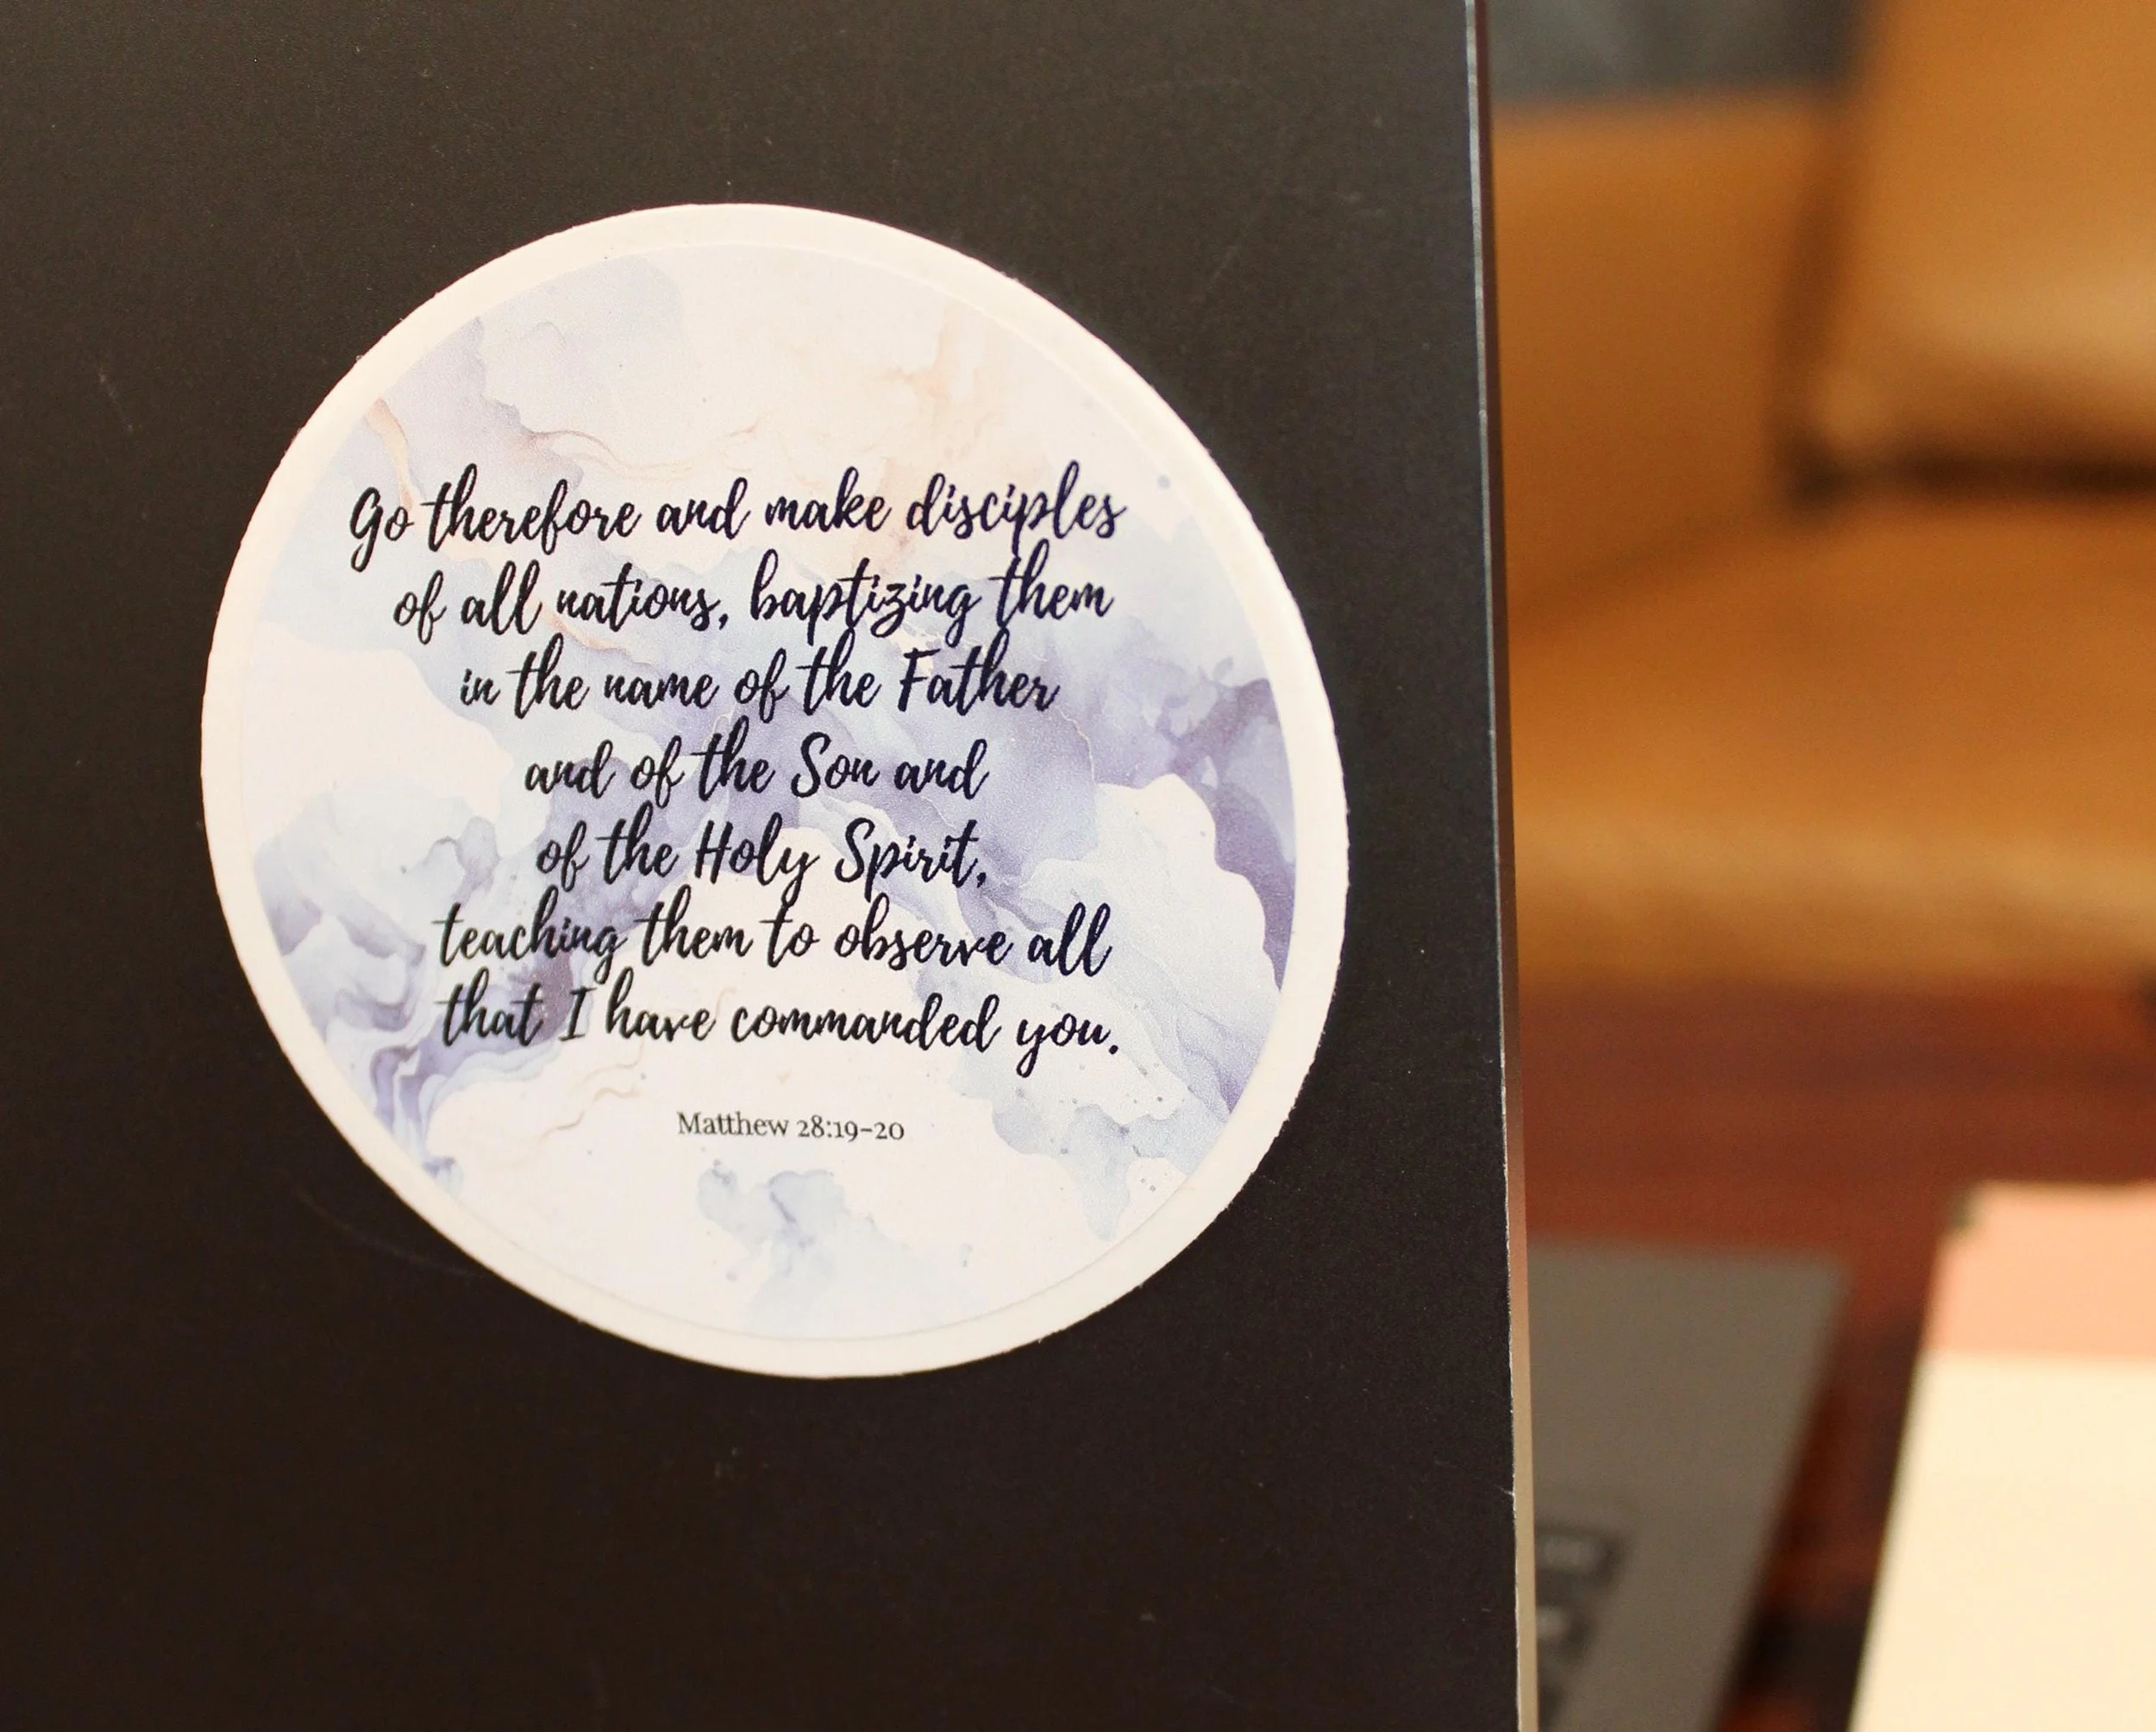 Go therefore and make disciples
of all nations, baptizing them
in the name of the Father
and of the Son and
of the Holy Spirit,
teaching them to observe all
that I have commanded you.
Matthew 28:19-20